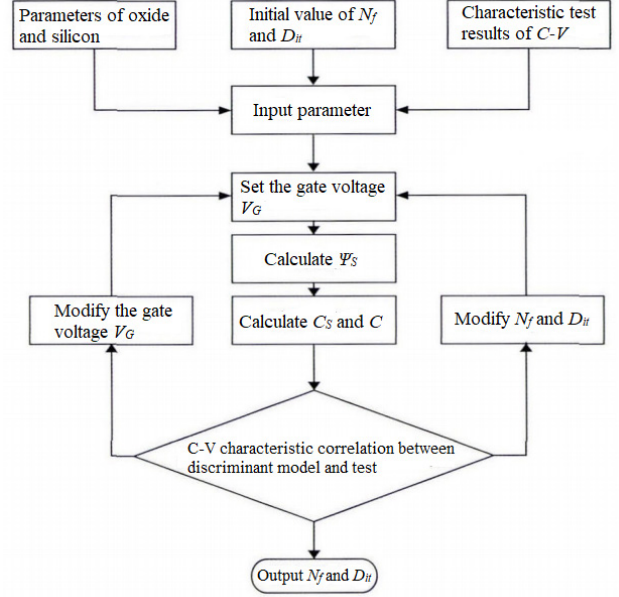 Parameters of oxide
and silicon
Initial value of Nf
and Dit
Characteristic test
results of C-V
Input parameter
Set the gate voltage
VG
Calculate ΨS
Modify the gate
voltage VG
Calculate CS and C
Modify Nf and Dit
C-V characteristic correlation between
discriminant model and test
Output Nf and Dit